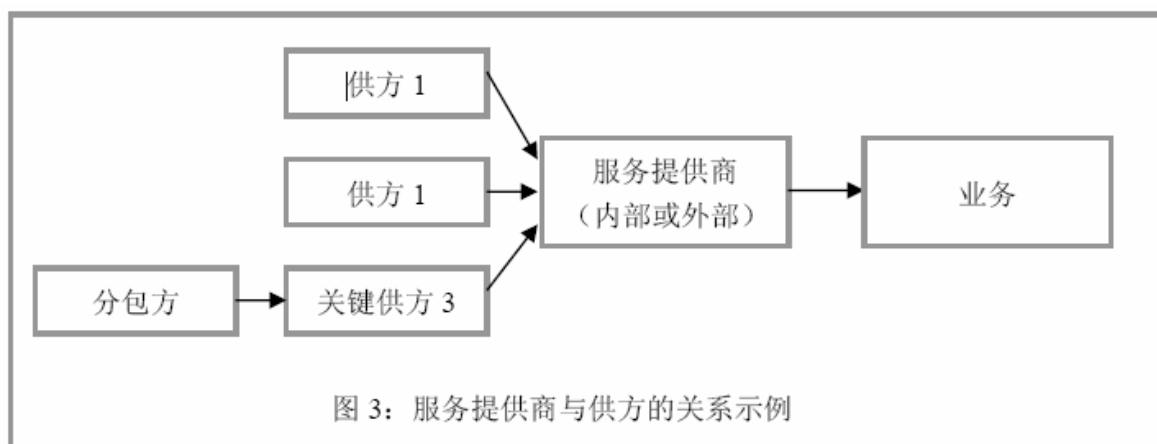 供方 1
供方 1
服务提供商
（内部或外部）
业务
分包方
关键供方 3
图 3：服务提供商与供方的关系示例